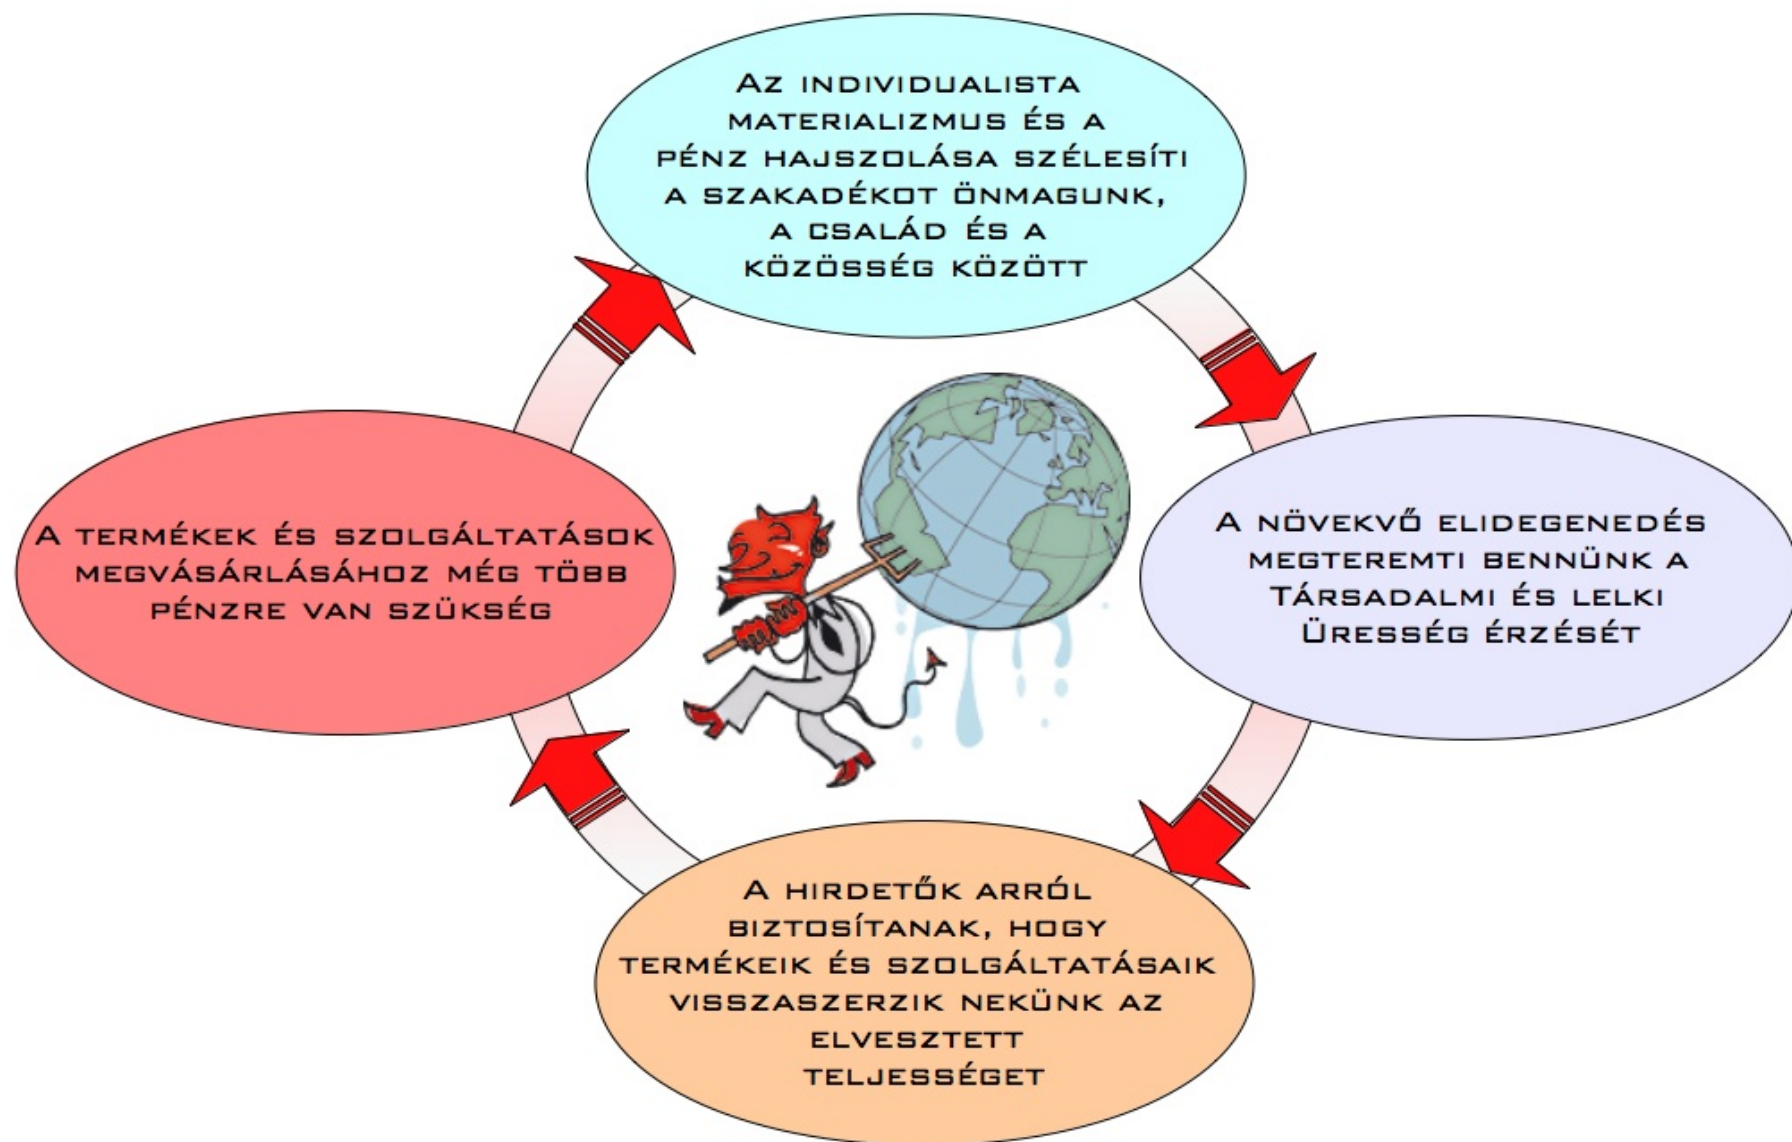 Az individualista
materializmus és a
pénz hajszolása szélesíti
a szakadékot önmagunk,
a család és a
közösség között
A növekvő elidegenedés
megteremti bennünk a
Társadalmi és lelki
Üresség érzését
A hirdetők arról
biztosítanak, hogy
termékeik és szolgáltatásaik
visszaszerzik nekünk az
elvesztett
teljességet
A termékek és szolgáltatások
megvásárlásához még több
pénzre van szükség